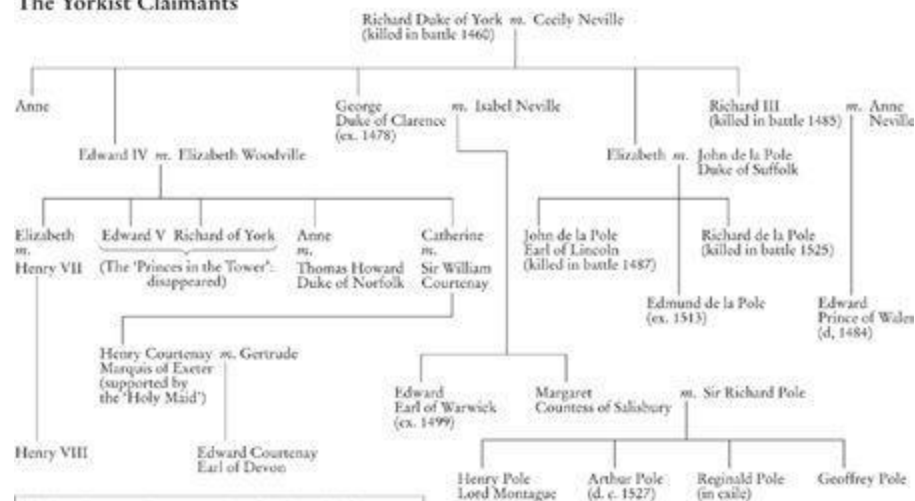 The Yorkist Claimants
Richard Duke of York m. Cecily Neville
(killed in battle 1460)
Anne
George
Duke of Clarence
(ex. 1478)
m. Isabel Neville
Richard III
(killed in battle 1485)
m. Anne
Neville
Edward IV m. Elizabeth Woodville
Elizabeth m. John de la Pole
Duke of Suffolk
Elizabeth
m.
Henry VII
Edward V Richard of York
(The 'Princes in the Tower':
disappeared)
Anne
m.
Thomas Howard
Duke of Norfolk
Catherine
m.
Sir William
Courtenay
John de la Pole
Earl of Lincoln
(killed in battle 1487)
Richard de la Pole
(killed in battle 1525)
Edmund de la Pole
(ex. 1513)
Edward
Prince of Wales
(d, 1484)
Henry Courtenay m. Gertrude
Marquis of Exeter
(supported by
the 'Holy Maid')
Edward
Earl of Warwick
(ex. 1499)
Margaret
Countess of Salisbury
m. Sir Richard Pole
Henry VIII
Edward Courtenay
Earl of Devon
Henry Pole
Lord Montague
Arthur Pole
(d. c. 1527)
Reginald Pole
(in exile)
Geoffrey Pole